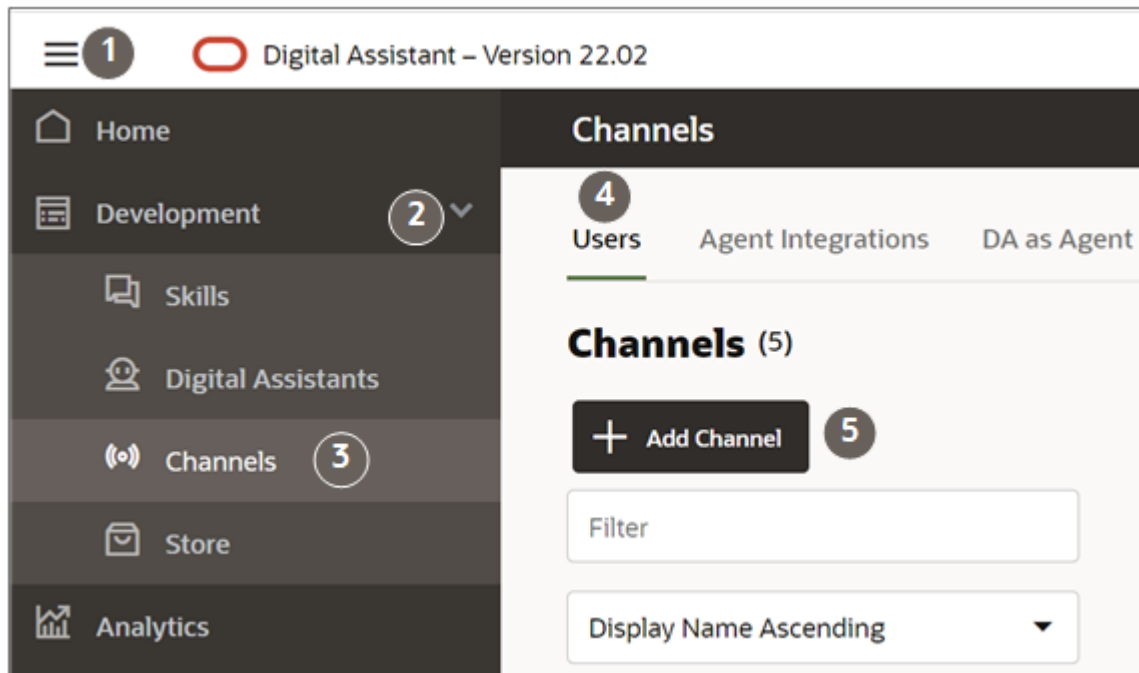 1
Digital Assistant – Version 22.02
Home
Development 2
Skills
Digital Assistants
Channels 3
Store
Analytics
Channels
4
Users Agent Integrations DA as Agent
Channels (5)
+ Add Channel 5
Filter
Display Name Ascending